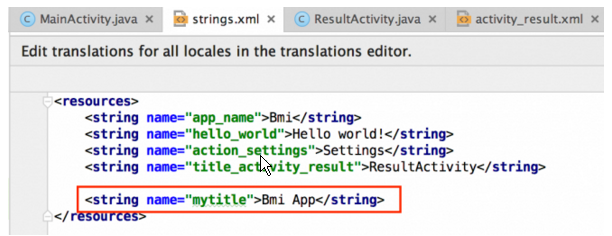 MainActivity.java × strings.xml × ResultActivity.java × activity_result.xml ×
Edit translations for all locales in the translations editor.
<resources>
<string name="app_name">Bmi</string>
<string name="hello_world">Hello world!</string>
<string name="action_settings">Settings</string>
<string name="title_activity_result">ResultActivity</string>
<string name="mytitle">Bmi App</string>
</resources>